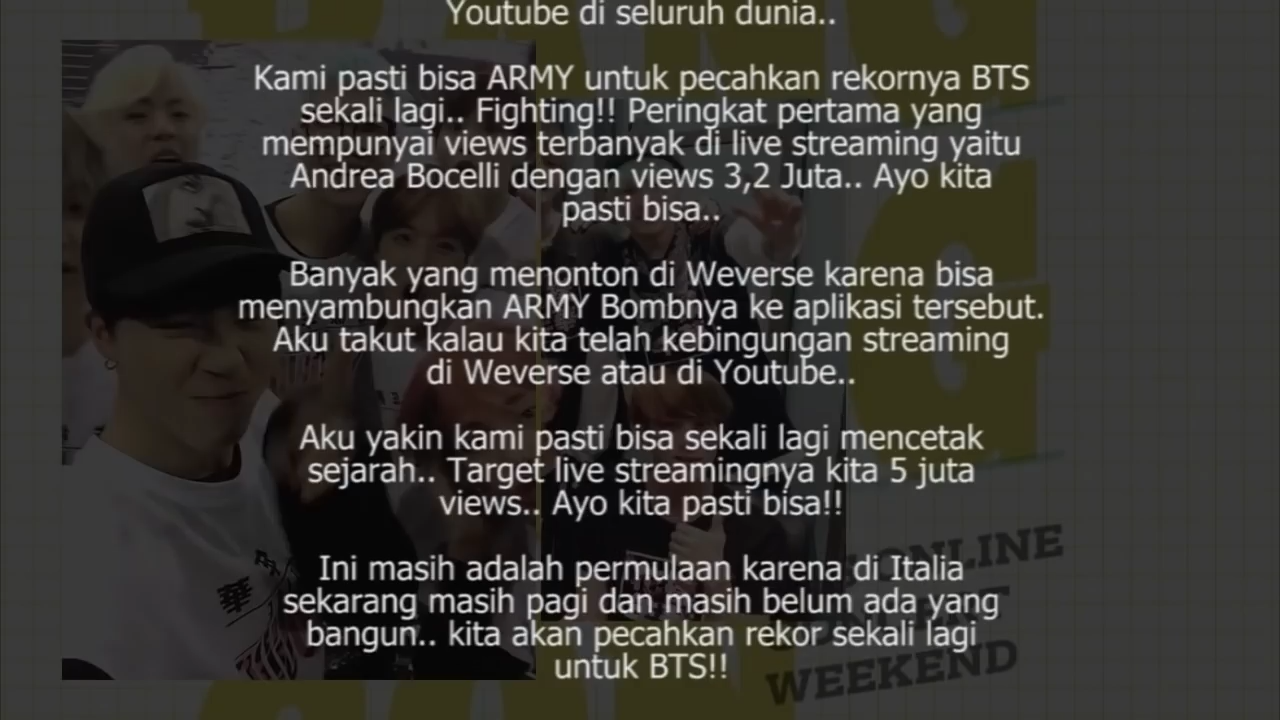 Youtube di seluruh dunia..
Kami pasti bisa ARMY untuk pecahkan rekornya BTS
sekali lagi.. Fighting!! Peringkat pertama yang
mempunyai views terbanyak di live streaming yaitu
Andrea Bocelli dengan views 3,2 Juta.. Ayo kita
pasti bisa..
Banyak yang menonton di Weverse karena bisa
menyambungkan ARMY Bombnya ke aplikasi tersebut.
Aku takut kalau kita telah kebingungan streaming
di Weverse atau di Youtube..
Aku yakin kami pasti bisa sekali lagi mencetak
sejarah.. Target live streamingnya kita 5 juta
views.. Ayo kita pasti bisa!!
Ini masih adalah permulaan karena di Italia
sekarang masih pagi dan masih belum ada yang
bangun.. kita akan pecahkan rekor sekali lagi
untuk BTS!!
ONLINE
WEEKEND